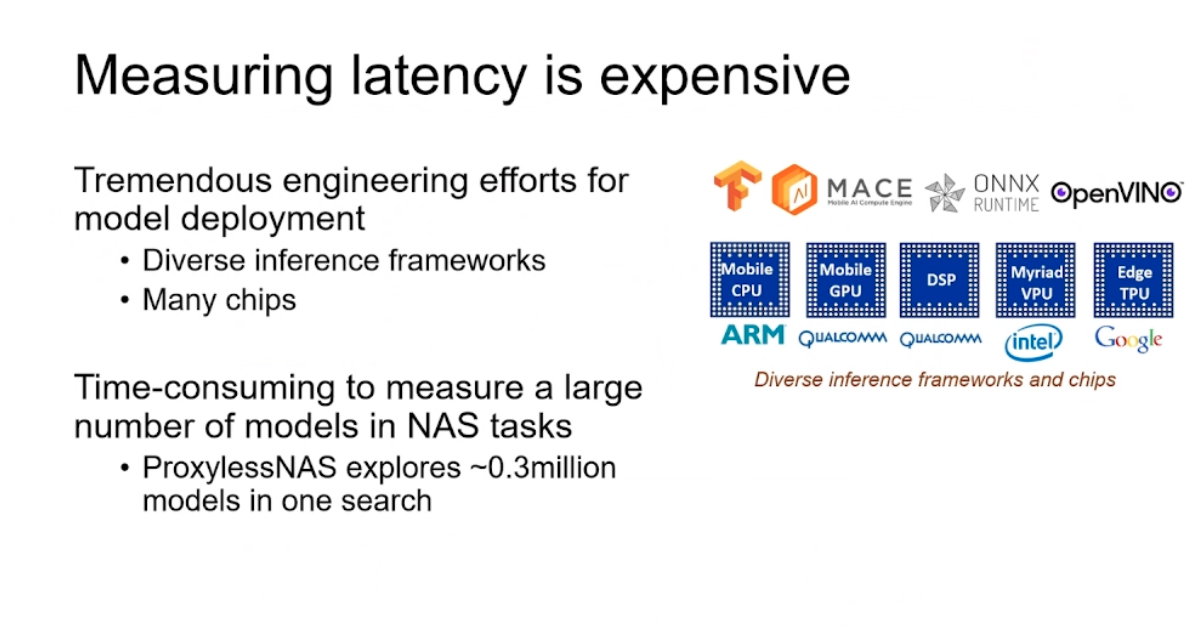 Measuring latency is expensive
Tremendous engineering efforts for
model deployment
• Diverse inference frameworks
• Many chips
Time-consuming to measure a large
number of models in NAS tasks
• ProxylessNAS explores ~0.3million
models in one search
AI MACE
Mobile AI Compute Engine
ONNX
RUNTIME
OpenVINO™
Mobile
CPU
Mobile
GPU
DSP
Myriad
VPU
Edge
TPU
ARM
QUALCOMM
QUALCOMM
intel
Google
Diverse inference frameworks and chips